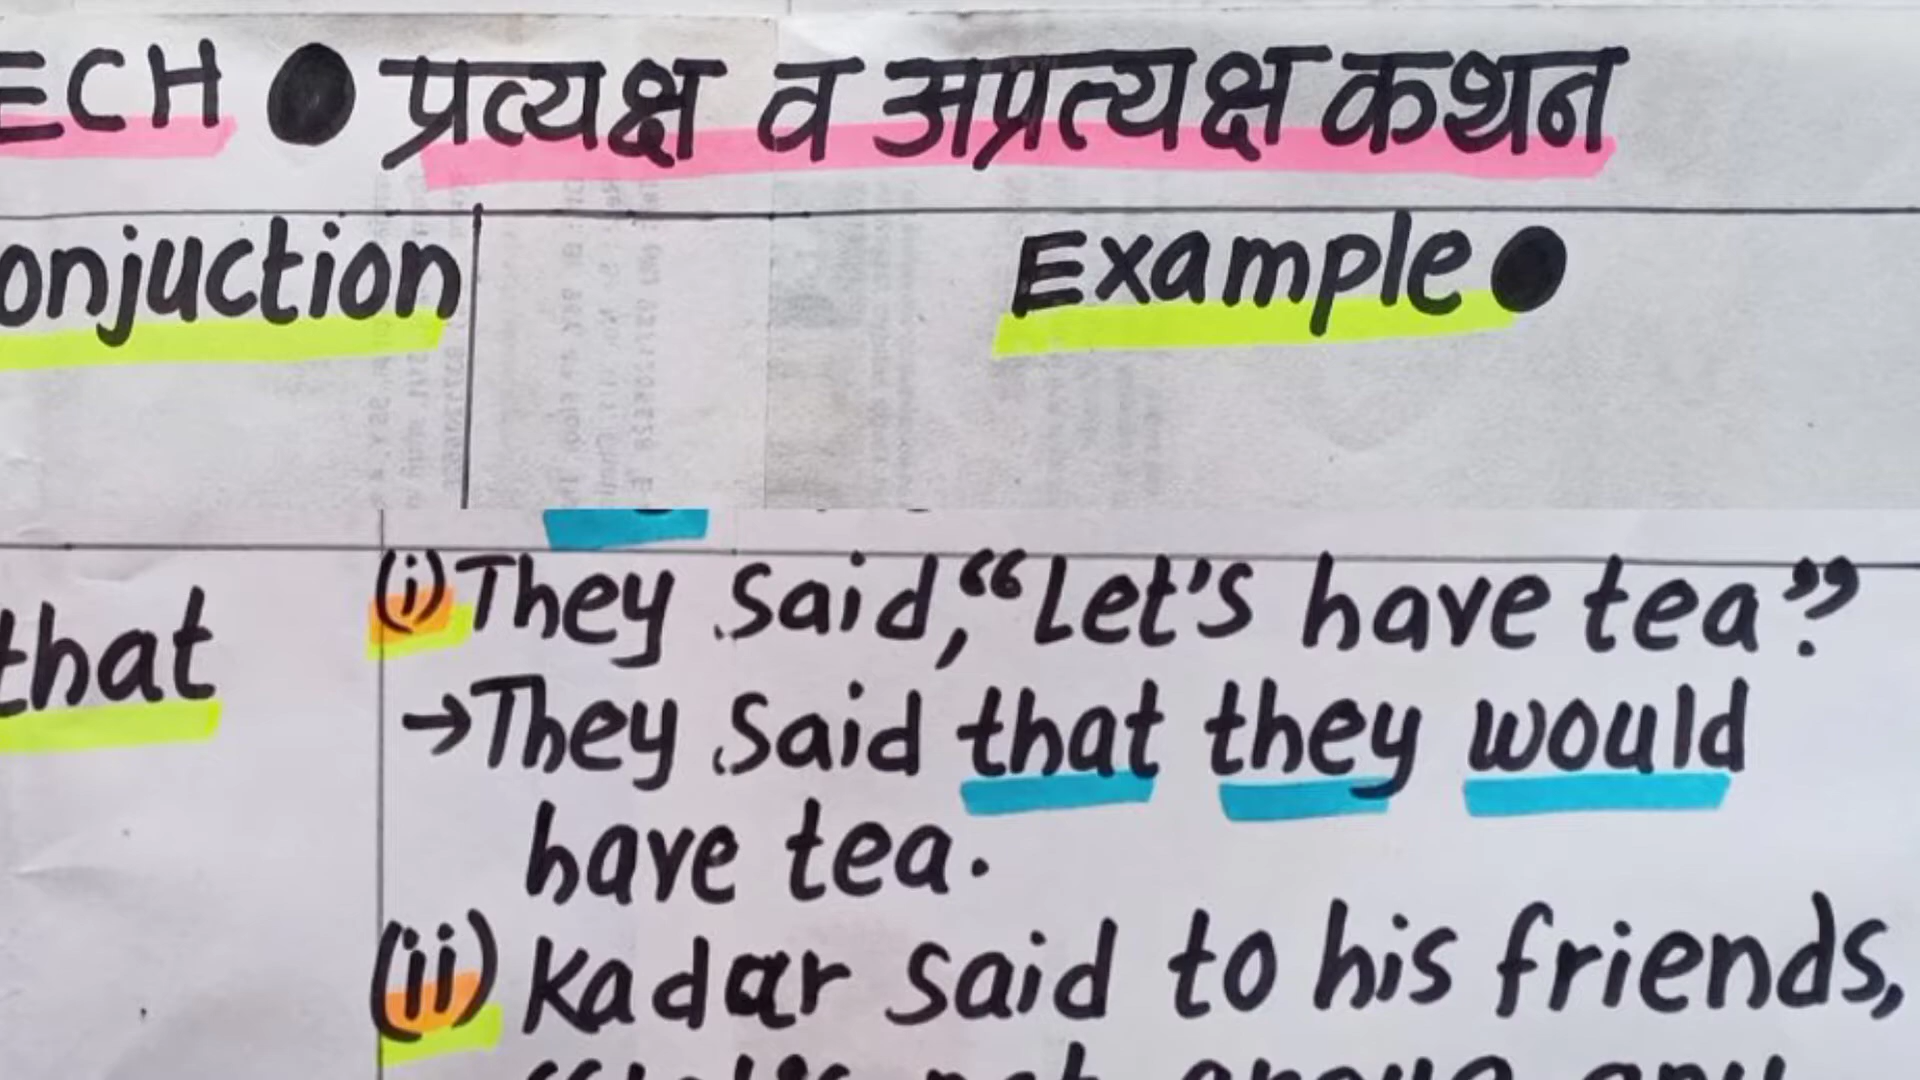 ECH ● प्रत्यक्ष व अप्रत्यक्ष कथन
onjuction
Example ●
that
(i) They said, “Let's have tea.”
→ They said that they would
have tea.
(ii) Kadar said to his friends,